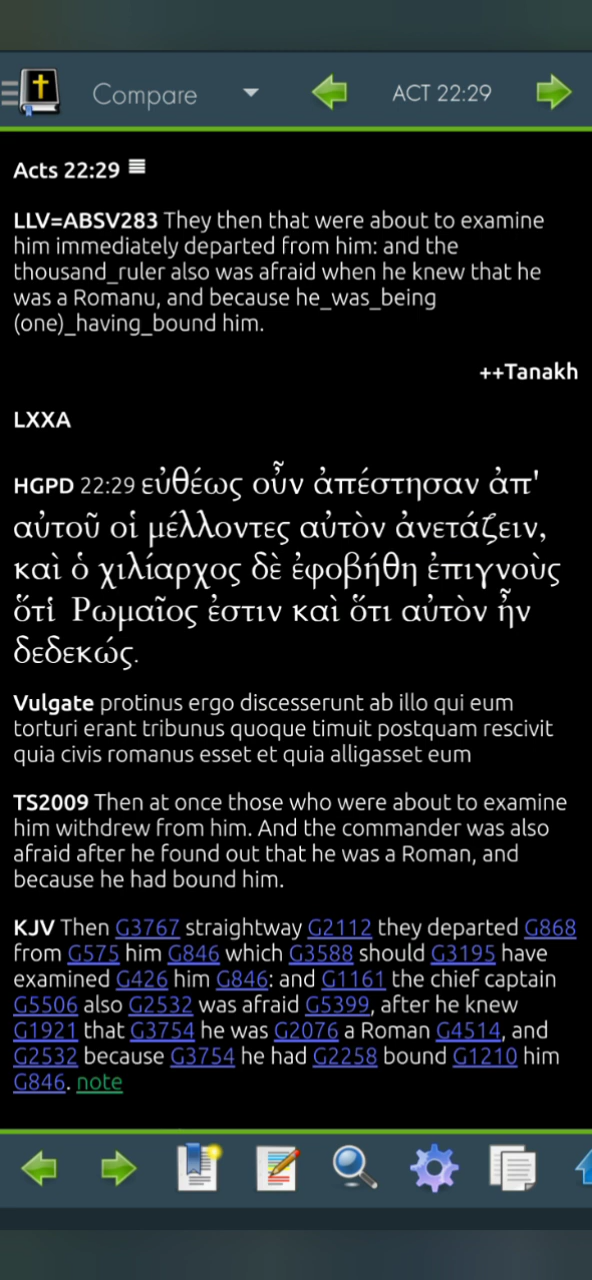 Compare
ACT 22:29
Acts 22:29
LLV=ABSV283 They then that were about to examine
him immediately departed from him: and the
thousand_ruler also was afraid when he knew that he
was a Romanu, and because he_was_being
(one)_having_bound him.
++Tanakh
LXXA
HGPD 22:29 εὐθέως οὖν ἀπέστησαν ἀπ'
αὐτοῦ οἱ μέλλοντες αὐτὸν ἀνετάζειν,
καὶ ὁ χιλίαρχος δὲ ἐφοβήθη ἐπιγνοὺς
ὅτἱ Ρωμαῖος ἐστιν καὶ ὅτι αὐτὸν ἦν
δεδεκώς.
Vulgate protinus ergo discesserunt ab illo qui eum
torturi erant tribunus quoque timuit postquam rescivit
quia civis romanus esset et quia alligasset eum
TS2009 Then at once those who were about to examine
him withdrew from him. And the commander was also
afraid after he found out that he was a Roman, and
because he had bound him.
KJV Then G3767 straightway G2112 they departed G868
from G575 him G846 which G3588 should G3195 have
examined G426 him G846: and G1161 the chief captain
G5506 also G2532 was afraid G5399, after he knew
G1921 that G3754 he was G2076 a Roman G4514, and
G2532 because G3754 he had G2258 bound G1210 him
G846. note